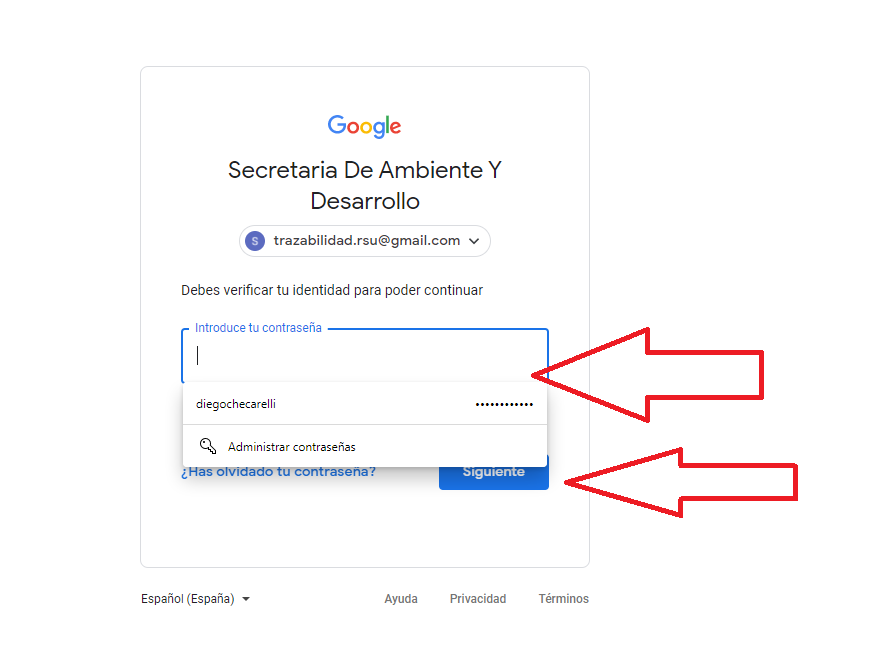 Google
Secretaria De Ambiente Y
Desarrollo
S trazabilidad.rsu@gmail.com
Debes verificar tu identidad para poder continuar
Introduce tu contraseña
diegochecarelli ••••••••••••
Administrar contraseñas
¿Has olvidado tu contraseña? Siguiente
Español (España) Ayuda Privacidad Términos